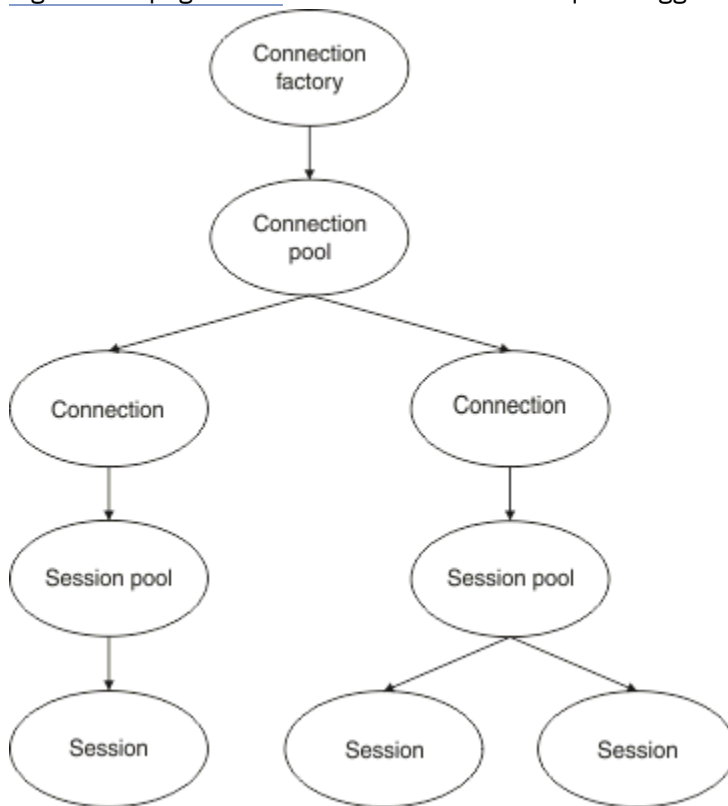 Connection
factory
Connection
pool
Connection
Connection
Session pool
Session pool
Session
Session
Session